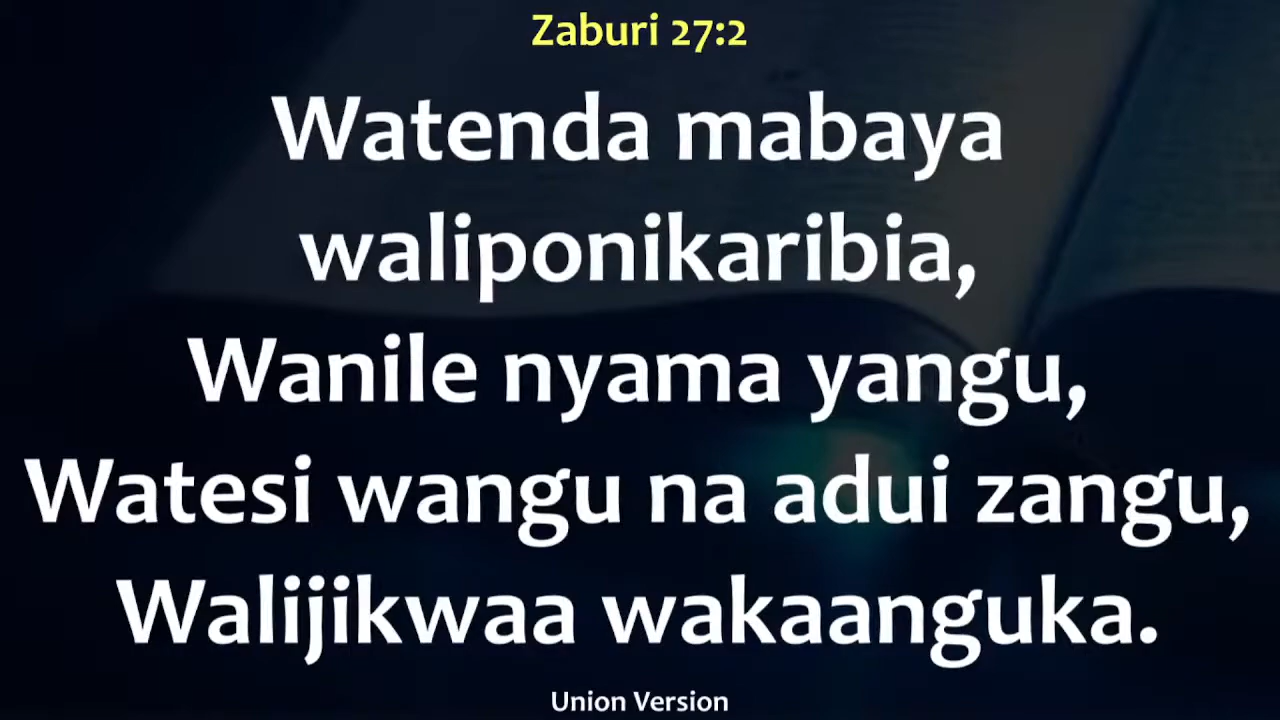 Zaburi 27:2
Watenda mabaya
waliponikaribia,
Wanile nyama yangu,
Watesi wangu na adui zangu,
Walijikwaa wakaanguka.
Union Version